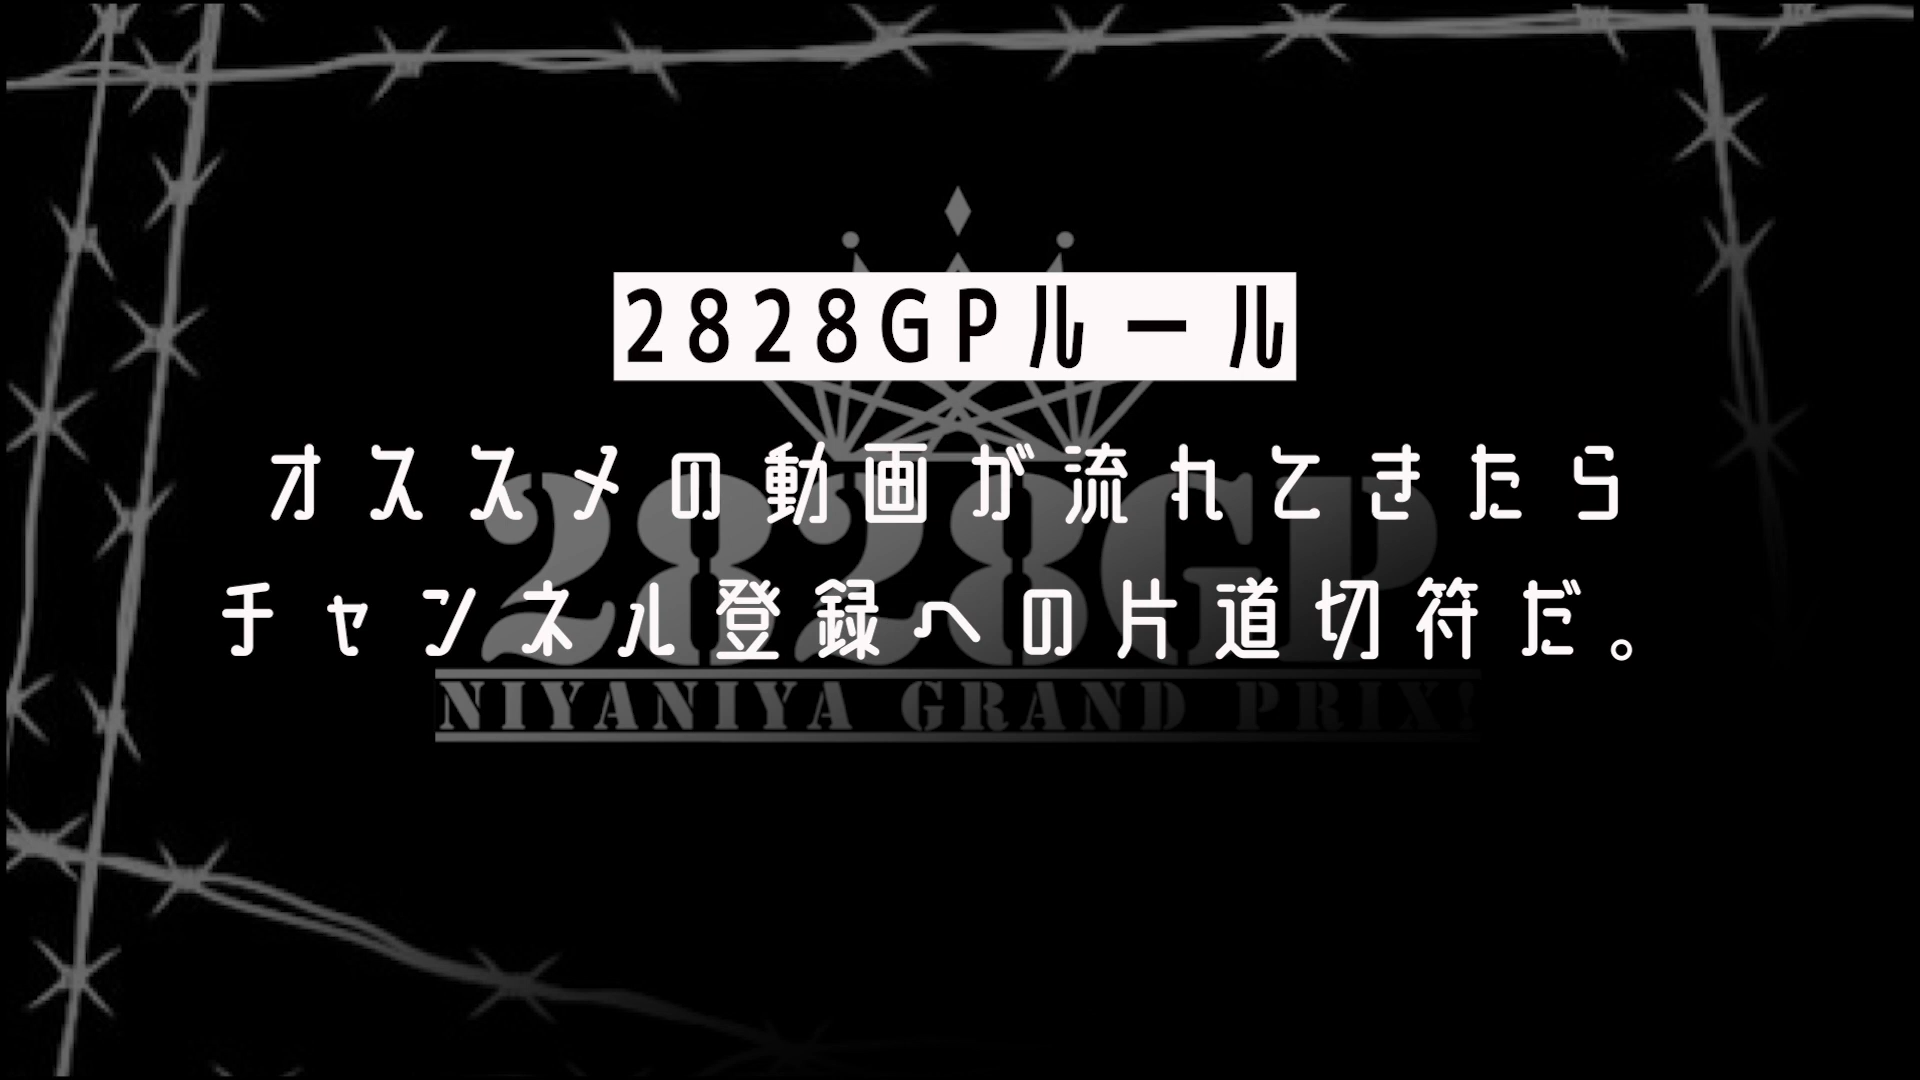 2828GPルール
オススメの動画が流れてきたら
チャンネル登録への片道切符だ。
2828GP
NIYANIYA GRAND PRIX!